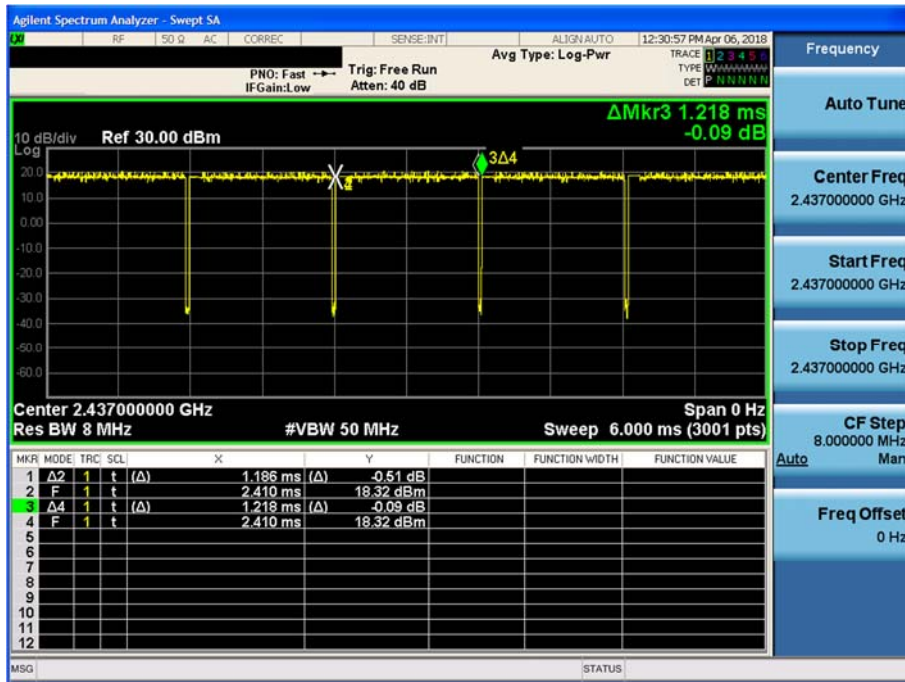 Agilent Spectrum Analyzer - Swept SA
LXI RF 50 Ω AC CORREC SENSE:INT ALIGN AUTO 12:30:57 PM Apr 06, 2018
Frequency
Avg Type: Log-Pwr TRACE 1 2 3 4 5 6
PNO: Fast Trig: Free Run TYPE WWWWWW
IFGain:Low Atten: 40 dB DET P N N N N N
Auto Tune
ΔMkr3 1.218 ms
10 dB/div Ref 30.00 dBm -0.09 dB
Log
3Δ4
20.0
4
10.0
0.00
-10.0
-20.0
-30.0
-40.0
-50.0
-60.0
Center Freq
2.437000000 GHz
Start Freq
2.437000000 GHz
Stop Freq
2.437000000 GHz
Center 2.437000000 GHz Span 0 Hz
Res BW 8 MHz #VBW 50 MHz Sweep 6.000 ms (3001 pts)
CF Step
8.000000 MHz
Auto Man
Freq Offset
0 Hz
MKR MODE TRC SCL X Y FUNCTION FUNCTION WIDTH FUNCTION VALUE
1 Δ2 1 t (Δ) 1.186 ms (Δ) -0.51 dB
2 F 1 t 2.410 ms 18.32 dBm
3 Δ4 1 t (Δ) 1.218 ms (Δ) -0.09 dB
4 F 1 t 2.410 ms 18.32 dBm
5
6
7
8
9
10
11
12
MSG STATUS